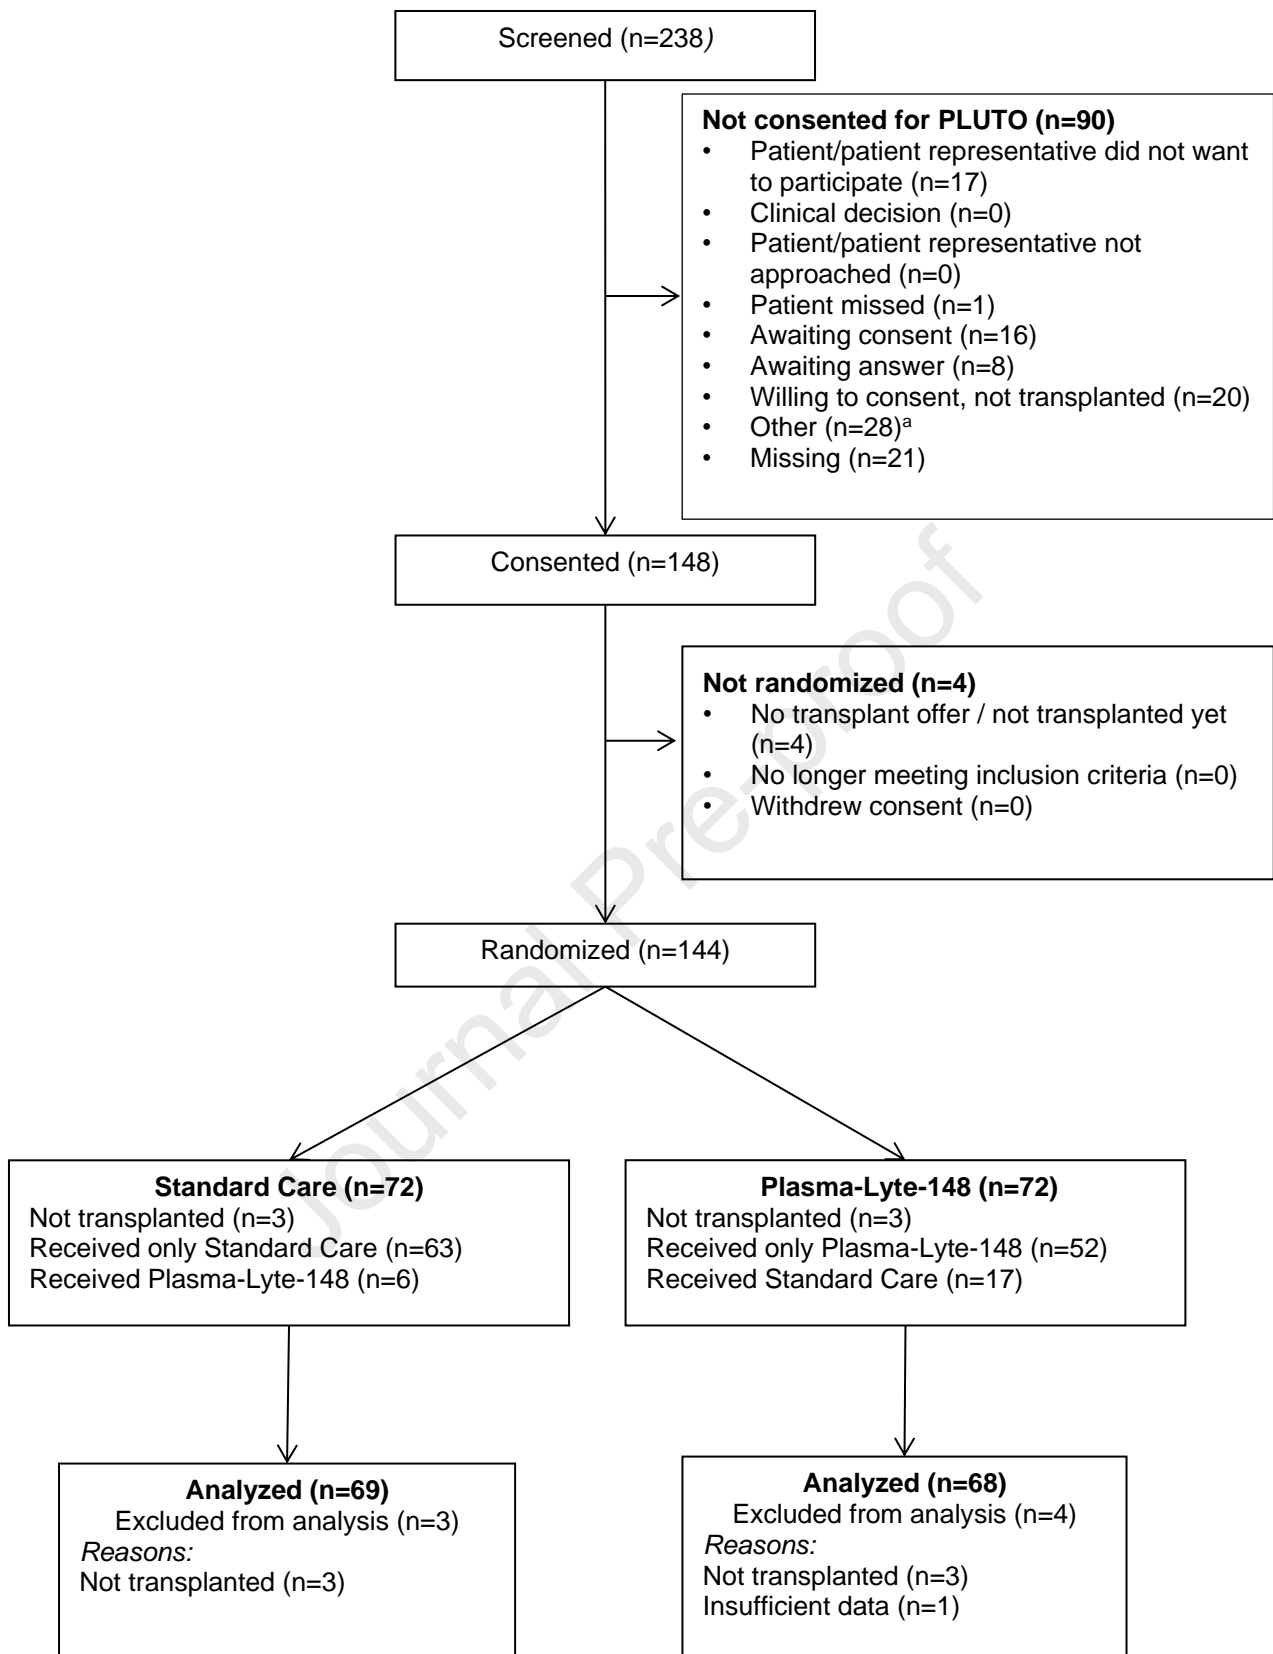 Screened (n=238)
Not consented for PLUTO (n=90)
• Patient/patient representative did not want
to participate (n=17)
• Clinical decision (n=0)
• Patient/patient representative not
approached (n=0)
• Patient missed (n=1)
• Awaiting consent (n=16)
• Awaiting answer (n=8)
• Willing to consent, not transplanted (n=20)
• Other (n=28)ª
• Missing (n=21)
Consented (n=148)
Not randomized (n=4)
• No transplant offer / not transplanted yet
(n=4)
• No longer meeting inclusion criteria (n=0)
• Withdrew consent (n=0)
Randomized (n=144)
Standard Care (n=72)
Not transplanted (n=3)
Received only Standard Care (n=63)
Received Plasma-Lyte-148 (n=6)
Plasma-Lyte-148 (n=72)
Not transplanted (n=3)
Received only Plasma-Lyte-148 (n=52)
Received Standard Care (n=17)
Analyzed (n=69)
Excluded from analysis (n=3)
Reasons:
Not transplanted (n=3)
Analyzed (n=68)
Excluded from analysis (n=4)
Reasons:
Not transplanted (n=3)
Insufficient data (n=1)
Journal Pre-proof